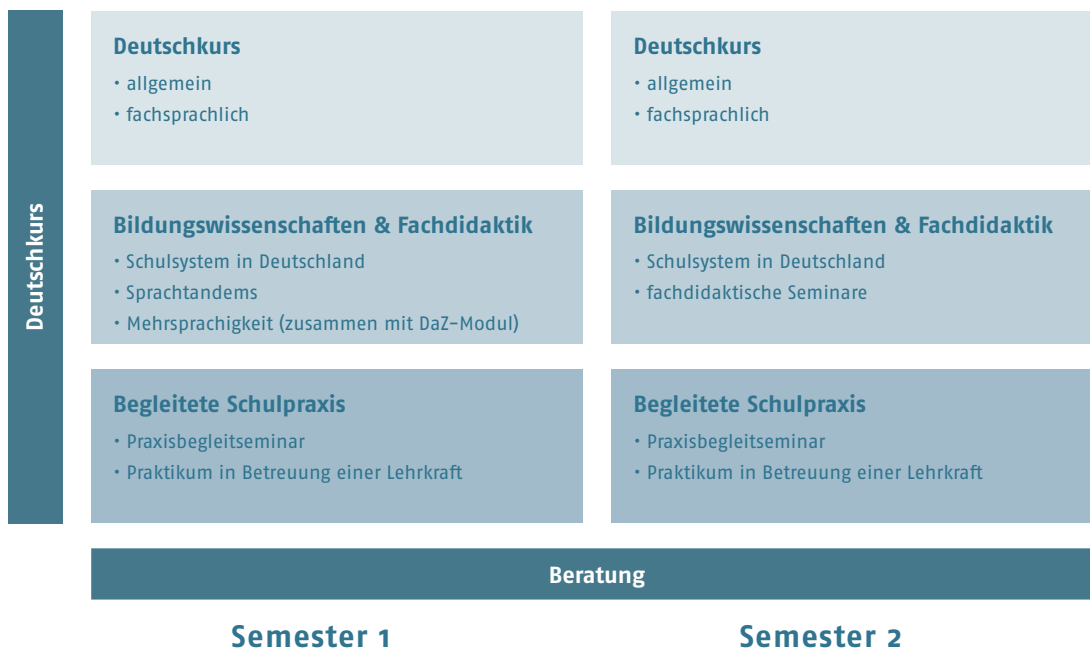 Deutschkurs
Deutschkurs
• allgemein
• fachsprachlich
Bildungswissenschaften & Fachdidaktik
• Schulsystem in Deutschland
• Sprachtandems
• Mehrsprachigkeit (zusammen mit DaZ-Modul)
Begleitete Schulpraxis
• Praxisbegleitseminar
• Praktikum in Betreuung einer Lehrkraft
Deutschkurs
• allgemein
• fachsprachlich
Bildungswissenschaften & Fachdidaktik
• Schulsystem in Deutschland
• fachdidaktische Seminare
Begleitete Schulpraxis
• Praxisbegleitseminar
• Praktikum in Betreuung einer Lehrkraft
Beratung
Semester 1
Semester 2